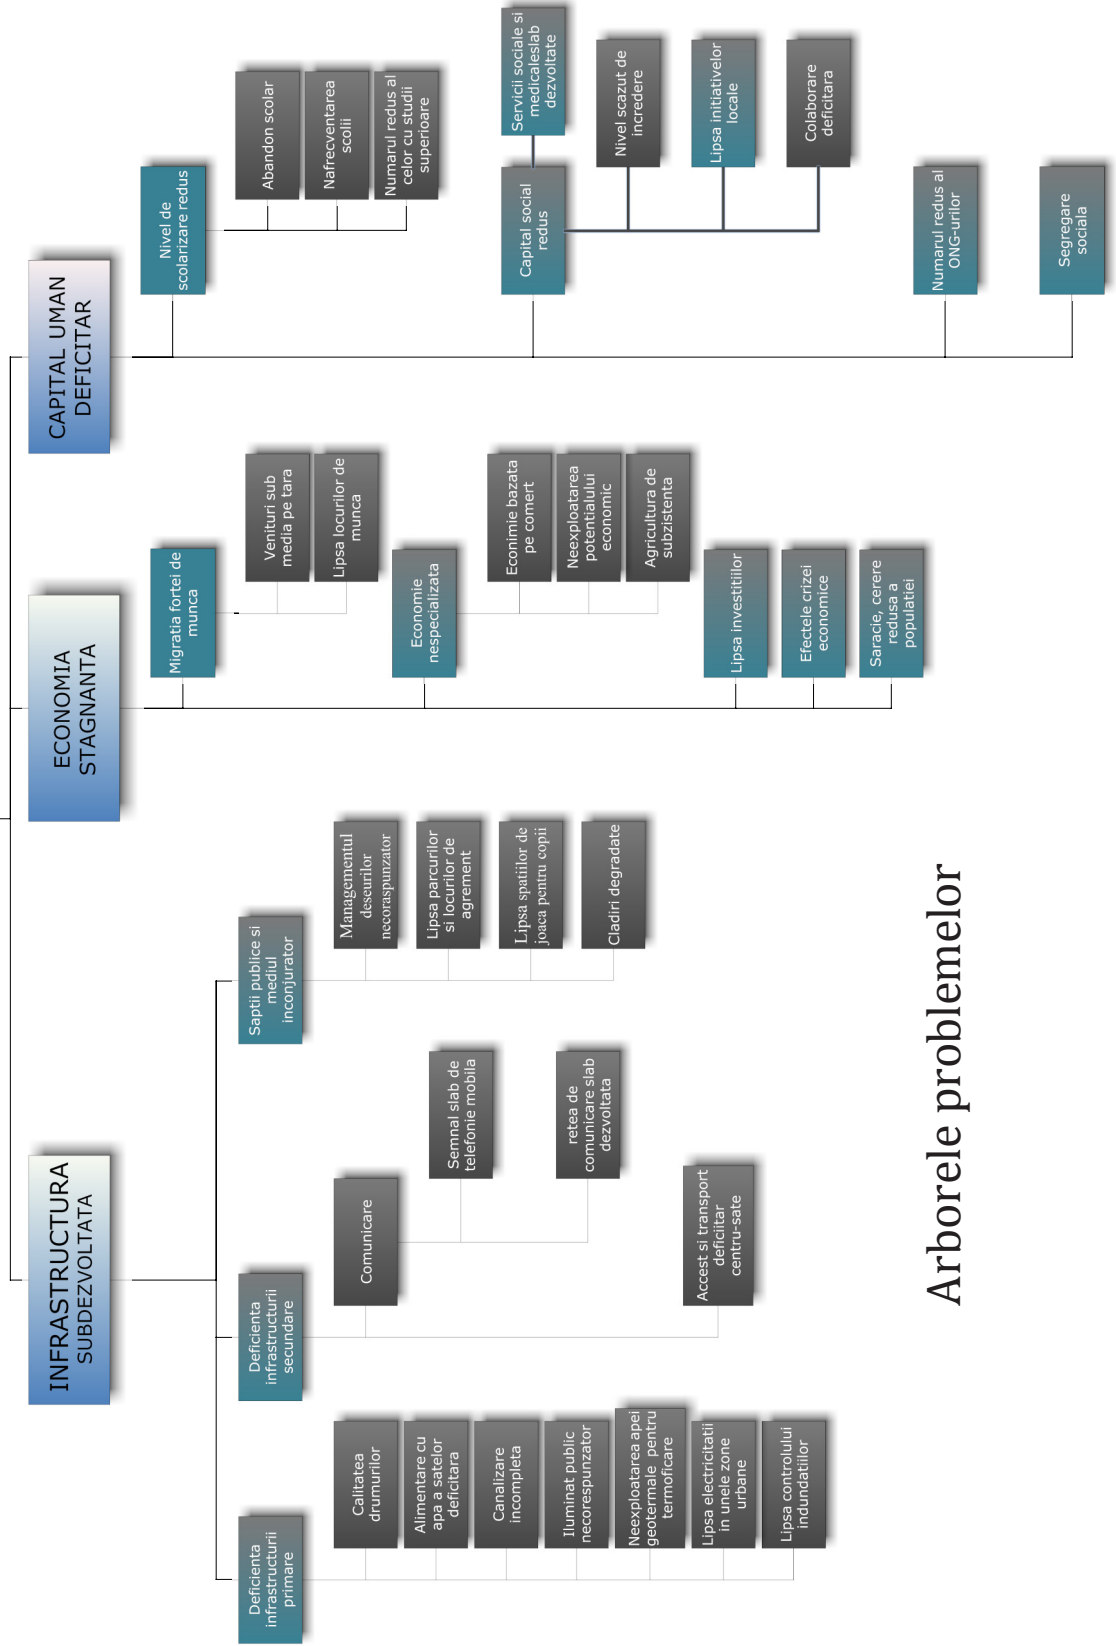 INFRASTRUCTURA
SUBDEZVOLTATA
Deficienta
infrastructurii
primare
Calitatea
drumurilor
Alimentare cu
apa a satelor
deficitara
Canalizare
incompleta
Iluminat public
necorespunzator
Neexploatarea apei
geotermale pentru
termoficare
Lipsa electricitatii
in unele zone
urbane
Lipsa controlului
indundatiilor
Deficienta
infrastructurii
secundare
Comunicare
Semnal slab de
telefonie mobila
retea de
comunicare slab
dezvoltata
Accest si transport
deficiitar
centru-sate
Saptii publice si
mediul
inconjurator
Managementul
deseurilor
necoraspunzator
Lipsa parcurilor
si locurilor de
agrement
Lipsa spatiilor de
joaca pentru copii
Cladiri degradate
ECONOMIA
STAGNANTA
Migratia fortei de
munca
Venituri sub
media pe tara
Lipsa locurilor de
munca
Economie
nespecializata
Econimie bazata
pe comert
Neexploatarea
potentialului
economic
Agricultura de
subzistenta
Lipsa investitiilor
Efectele crizei
economice
Saracie, cerere
redusa a
populatiei
CAPITAL UMAN
DEFICITAR
Nivel de
scolarizare redus
Abandon scolar
Nafrecventarea
scolii
Numarul redus al
celor cu studii
superioare
Capital social
redus
Servicii sociale si
medicaleslab
dezvoltate
Nivel scazut de
incredere
Lipsa initiativelor
locale
Colaborare
deficitara
Numarul redus al
ONG-urilor
Segregare
sociala
Arborele problemelor